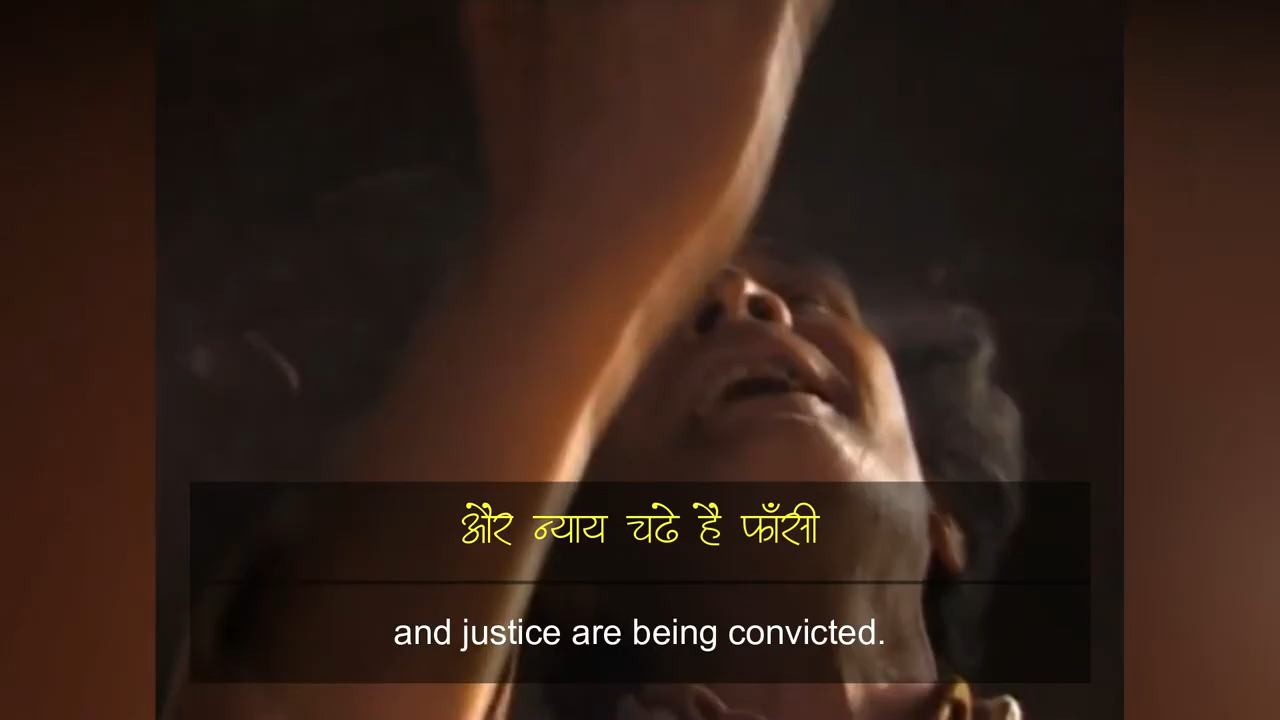 और न्याय चढे है फाँसी
and justice are being convicted.